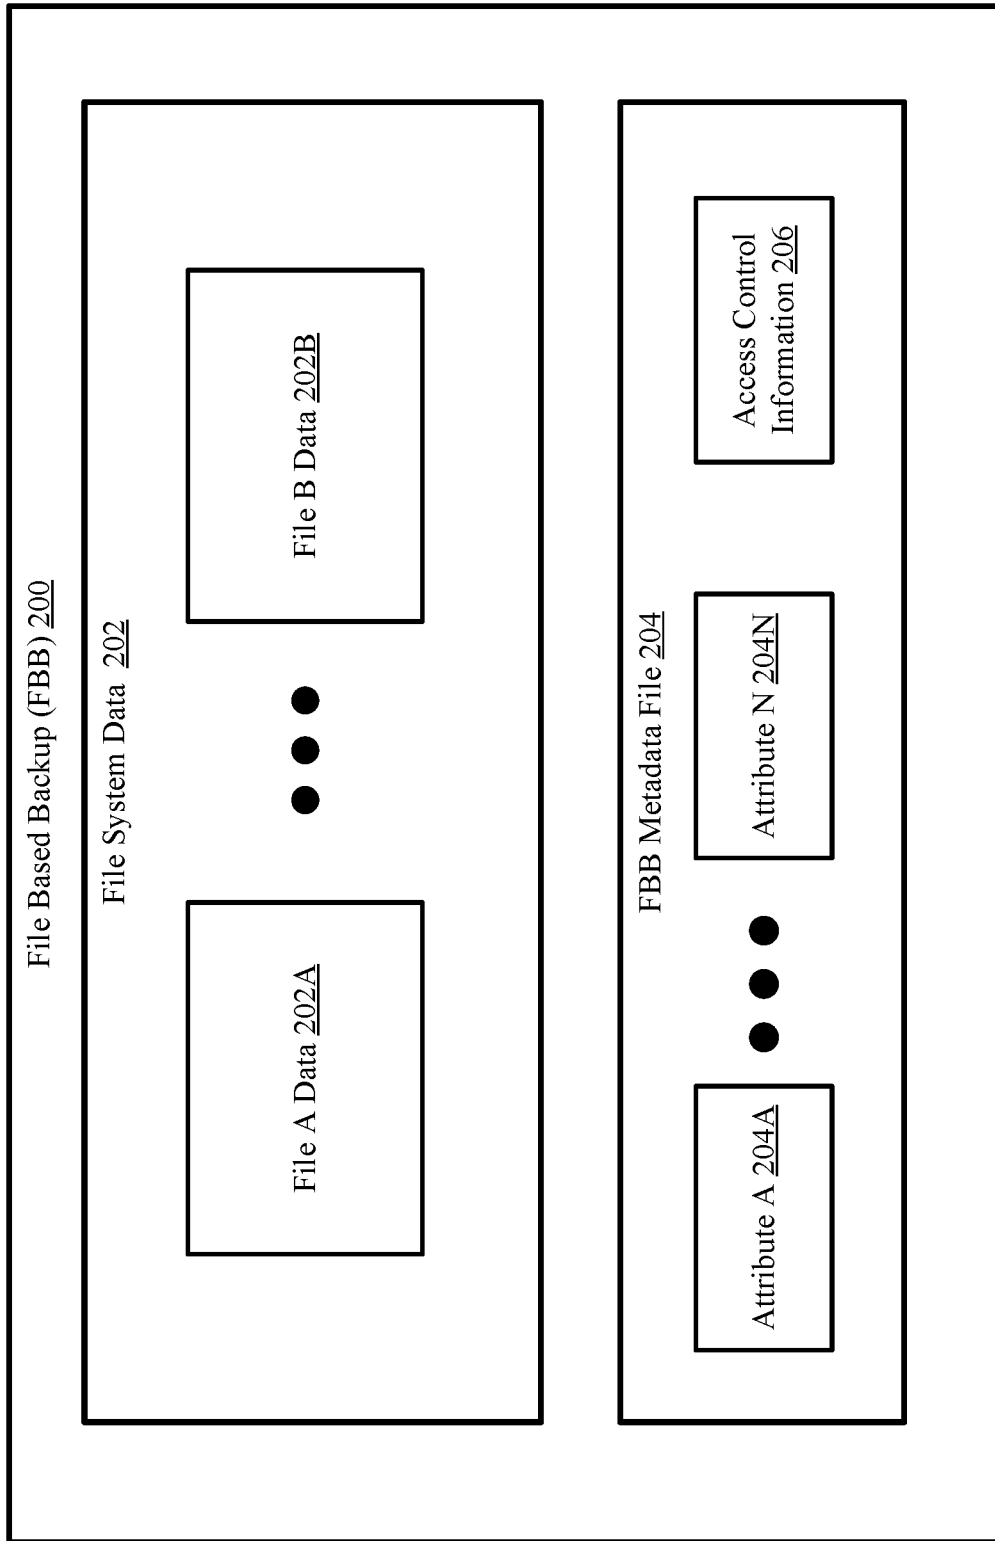 File Based Backup (FBB) 200
File System Data 202
File A Data 202A
File B Data 202B
FBB Metadata File 204
Attribute A 204A
Attribute N 204N
Access Control
Information 206